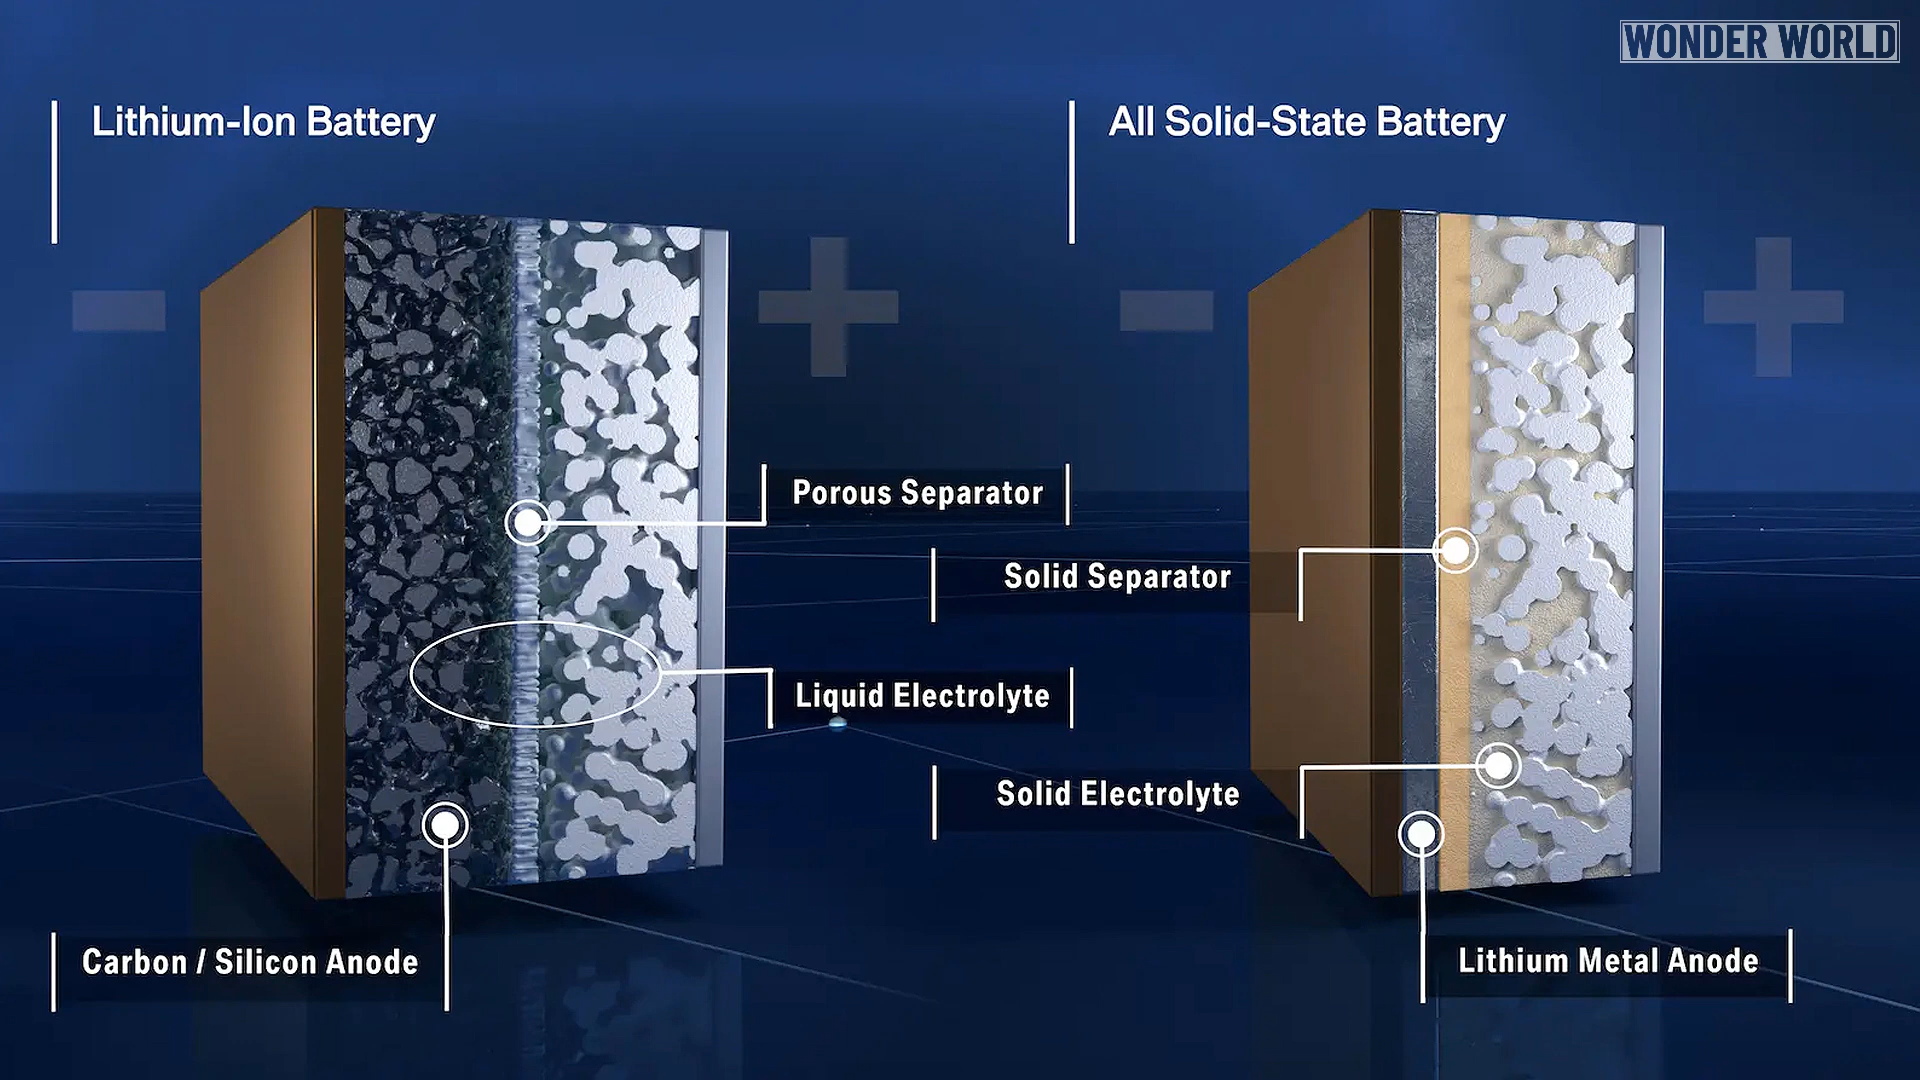 WONDER WORLD
Lithium-Ion Battery
All Solid-State Battery
Porous Separator
Solid Separator
Liquid Electrolyte
Solid Electrolyte
Carbon / Silicon Anode
Lithium Metal Anode